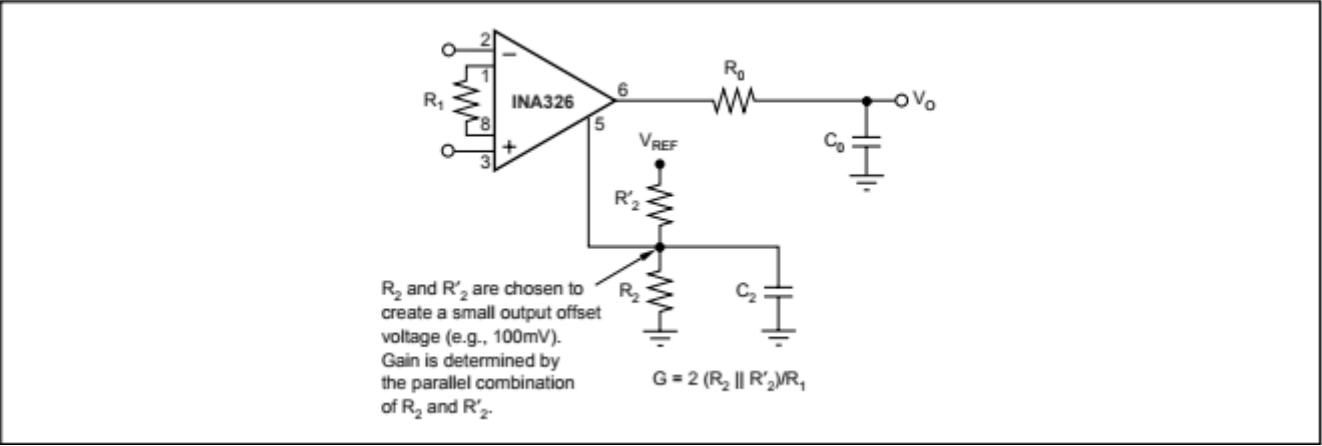 2
−
1
R1
INA326
8
+
3
6
5
R0
VO
C0
VREF
R′2
R2
C2
R2 and R′2 are chosen to
create a small output offset
voltage (e.g., 100mV).
Gain is determined by
the parallel combination
of R2 and R′2.
G = 2 (R2 || R′2)/R1